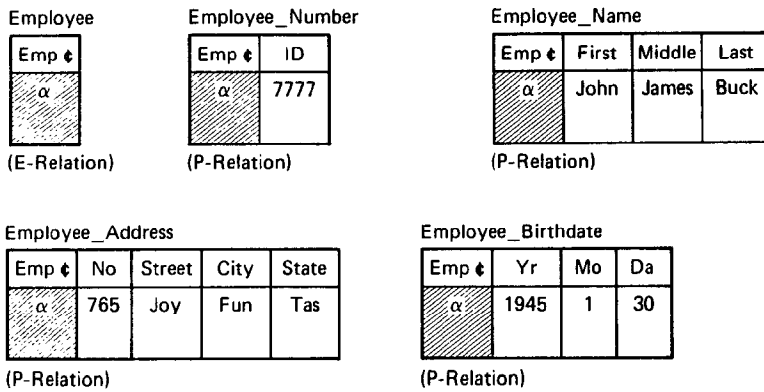 Employee
Emp ¢
α
(E-Relation)
Employee_Number
Emp ¢ ID
α 7777
(P-Relation)
Employee_Name
Emp ¢ First Middle Last
α John James Buck
(P-Relation)
Employee_Address
Emp ¢ No Street City State
α 765 Joy Fun Tas
(P-Relation)
Employee_Birthdate
Emp ¢ Yr Mo Da
α 1945 1 30
(P-Relation)